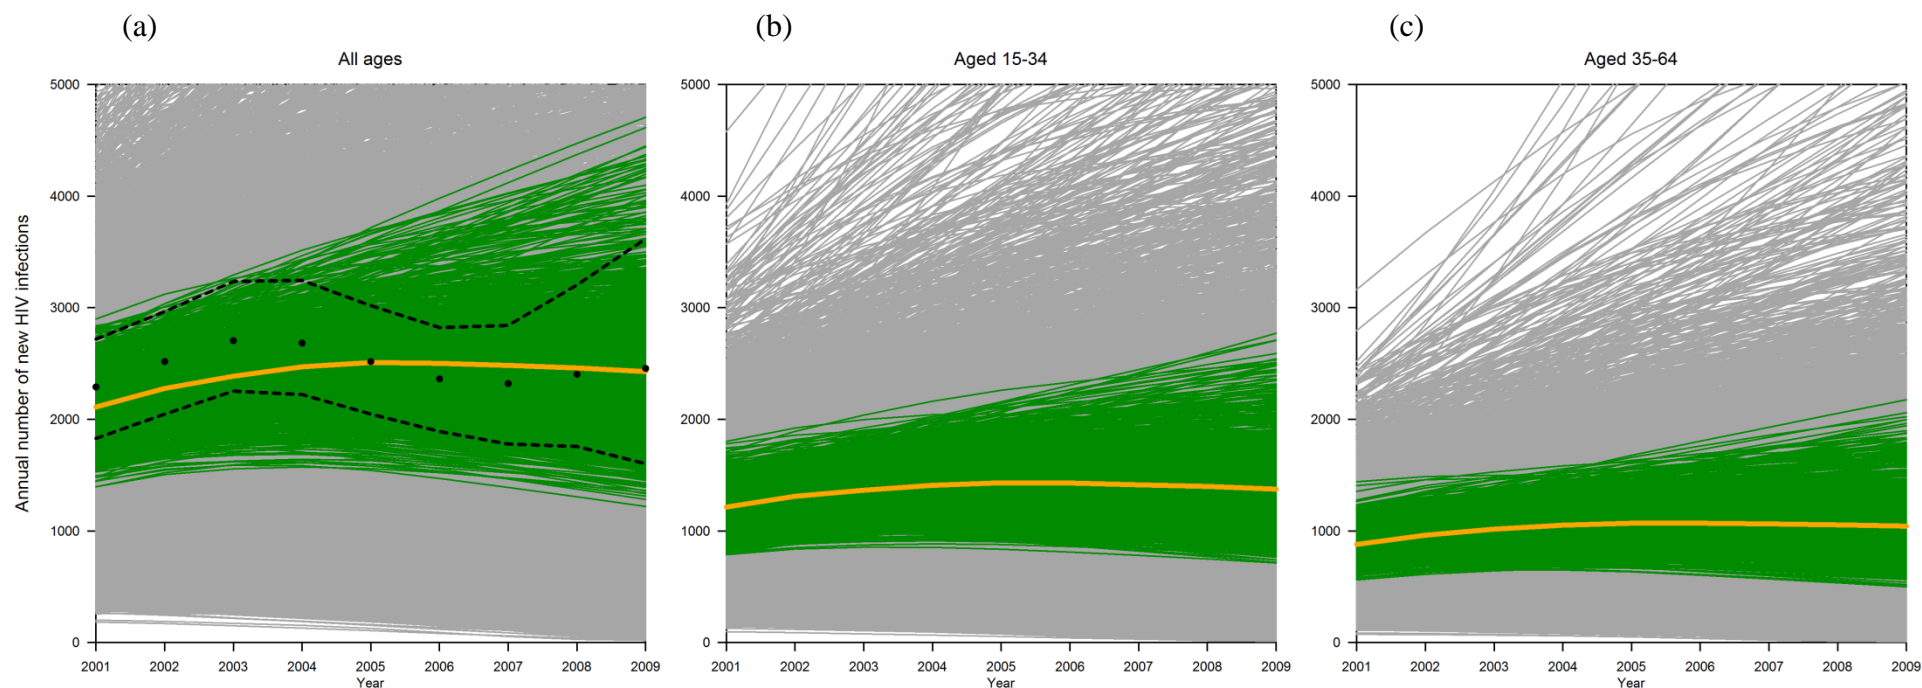 (a)
All ages
Annual number of new HIV infections
5000
4000
3000
2000
1000
0
2001 2002 2003 2004 2005 2006 2007 2008 2009
Year
(b)
Aged 15-34
5000
4000
3000
2000
1000
0
2001 2002 2003 2004 2005 2006 2007 2008 2009
Year
(c)
Aged 35-64
5000
4000
3000
2000
1000
0
2001 2002 2003 2004 2005 2006 2007 2008 2009
Year